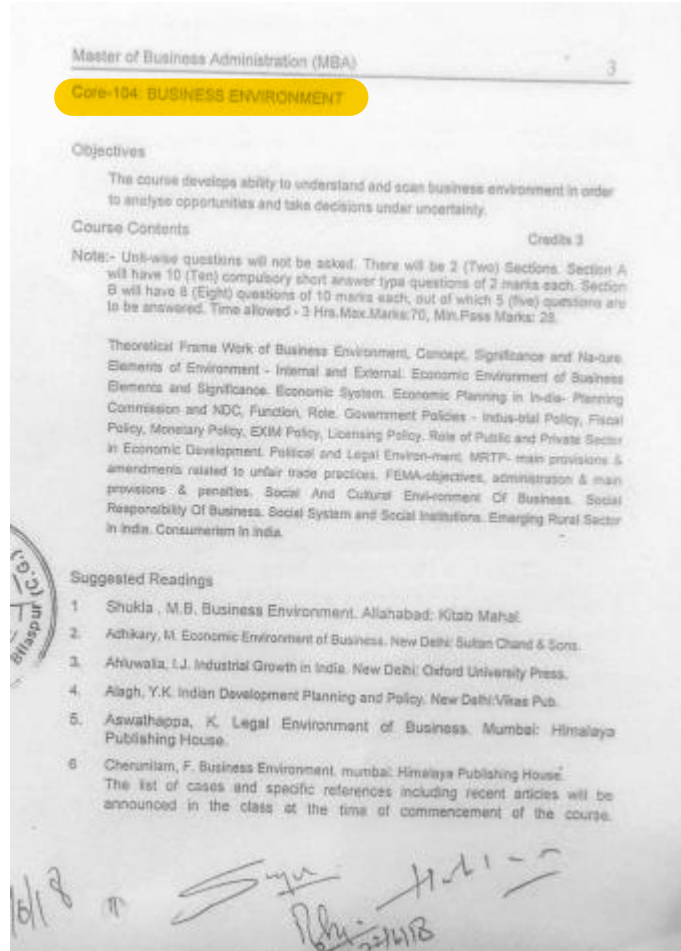 Master of Business Administration (MBA)
3
Core-104: BUSINESS ENVIRONMENT
Objectives
The course develops ability to understand and scan business environment in order
to analyse opportunities and take decisions under uncertainty.
Course Contents
Credits 3
Note:- Unit-wise questions will not be asked. There will be 2 (Two) Sections. Section A
will have 10 (Ten) compulsory short answer type questions of 2 marks each. Section
B will have 8 (Eight) questions of 10 marks each, out of which 5 (five) questions are
to be answered. Time allowed - 3 Hrs.Max.Marks:70, Min.Pass Marks: 28.
Theoretical Frame Work of Business Environment, Concept, Significance and Na-ture.
Elements of Environment - Internal and External. Economic Environment of Business
Elements and Significance. Economic System. Economic Planning in In-dia- Planning
Commission and NDC, Function, Role. Government Policies - Indus-trial Policy, Fiscal
Policy, Monetary Policy, EXIM Policy, Licensing Policy. Role of Public and Private Sector
in Economic Development. Political and Legal Environ-ment. MRTP- main provisions &
amendments related to unfair trade practices. FEMA-objectives, administration & main
provisions & penalties. Social And Cultural Envi-ronment Of Business. Social
Responsibility Of Business. Social System and Social Institutions. Emerging Rural Sector
in India. Consumerism in India.
(C.G.)
Bilaspur
Suggested Readings
1 Shukla , M.B. Business Environment. Allahabad: Kitab Mahal.
2. Adhikary, M. Economic Environment of Business. New Delhi: Sultan Chand & Sons.
3. Ahluwalia, I.J. Industrial Growth in India. New Delhi: Oxford University Press.
4. Alagh, Y.K. Indian Development Planning and Policy. New Delhi:Vikas Pub.
5. Aswathappa, K. Legal Environment of Business. Mumbai: Himalaya
Publishing House.
6 Cherunilam, F. Business Environment. mumbai: Himalaya Publishing House.
The list of cases and specific references including recent articles will be
announced in the class at the time of commencement of the course.